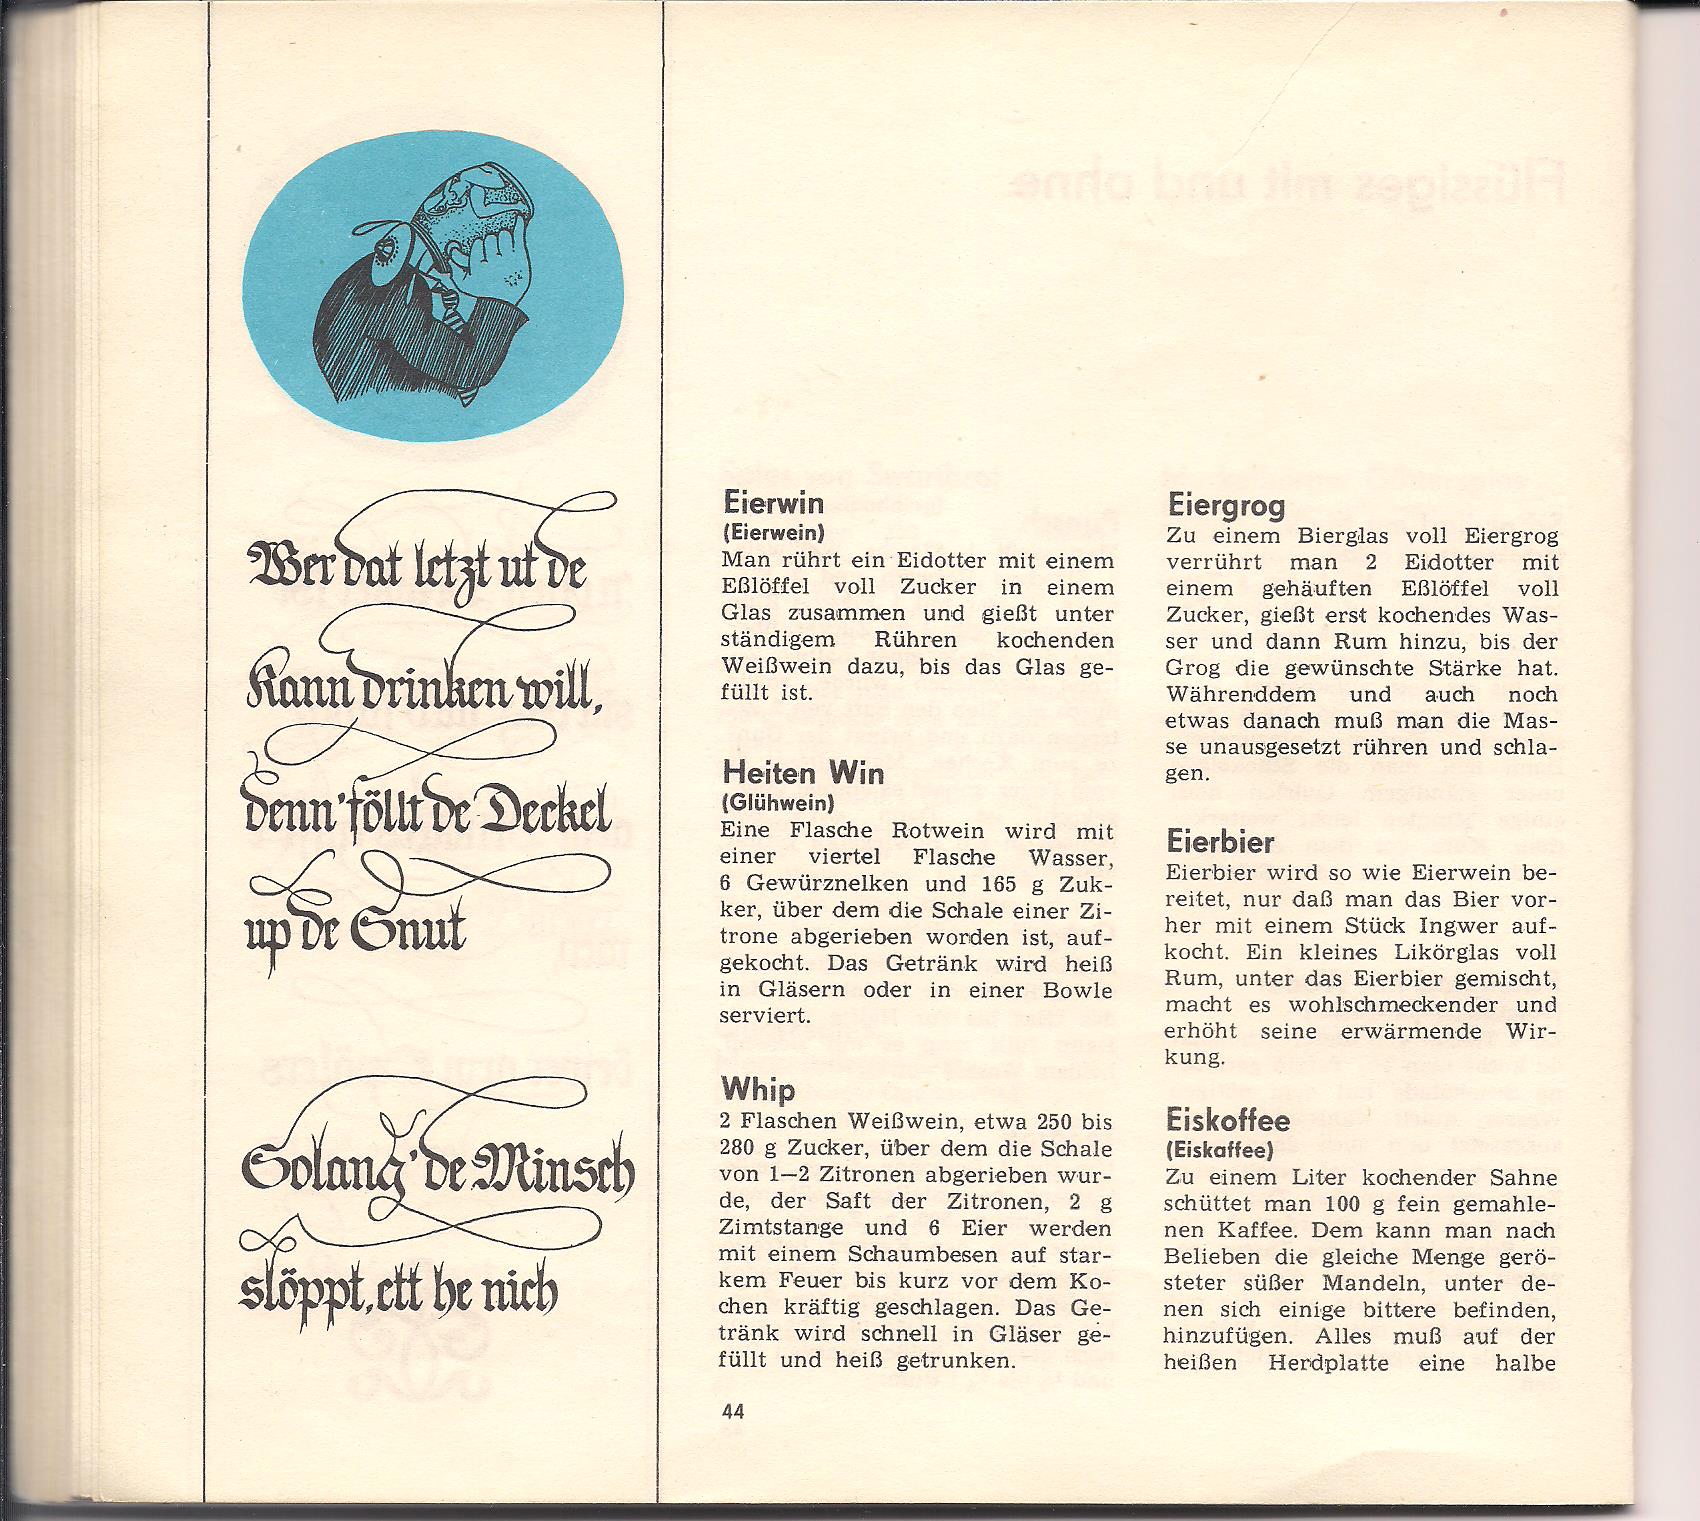 Wer dat letzt ut de
Kann drinken will,
denn' föllt de Deckel
up de Snut
Solang' de Minsch
slöppt, ett he nich
Eierwin
(Eierwein)
Man rührt ein Eidotter mit einem
Eßlöffel voll Zucker in einem
Glas zusammen und gießt unter
ständigem Rühren kochenden
Weißwein dazu, bis das Glas ge-
füllt ist.
Heiten Win
(Glühwein)
Eine Flasche Rotwein wird mit
einer viertel Flasche Wasser,
6 Gewürznelken und 165 g Zuk-
ker, über dem die Schale einer Zi-
trone abgerieben worden ist, auf-
gekocht. Das Getränk wird heiß
in Gläsern oder in einer Bowle
serviert.
Whip
2 Flaschen Weißwein, etwa 250 bis
280 g Zucker, über dem die Schale
von 1—2 Zitronen abgerieben wur-
de, der Saft der Zitronen, 2 g
Zimtstange und 6 Eier werden
mit einem Schaumbesen auf star-
kem Feuer bis kurz vor dem Ko-
chen kräftig geschlagen. Das Ge-
tränk wird schnell in Gläser ge-
füllt und heiß getrunken.
Eiergrog
Zu einem Bierglas voll Eiergrog
verrührt man 2 Eidotter mit
einem gehäuften Eßlöffel voll
Zucker, gießt erst kochendes Was-
ser und dann Rum hinzu, bis der
Grog die gewünschte Stärke hat.
Währenddem und auch noch
etwas danach muß man die Mas-
se unausgesetzt rühren und schla-
gen.
Eierbier
Eierbier wird so wie Eierwein be-
reitet, nur daß man das Bier vor-
her mit einem Stück Ingwer auf-
kocht. Ein kleines Likörglas voll
Rum, unter das Eierbier gemischt,
macht es wohlschmeckender und
erhöht seine erwärmende Wir-
kung.
Eiskoffee
(Eiskaffee)
Zu einem Liter kochender Sahne
schüttet man 100 g fein gemahle-
nen Kaffee. Dem kann man nach
Belieben die gleiche Menge gerö-
steter süßer Mandeln, unter de-
nen sich einige bittere befinden,
hinzufügen. Alles muß auf der
heißen Herdplatte eine halbe
44